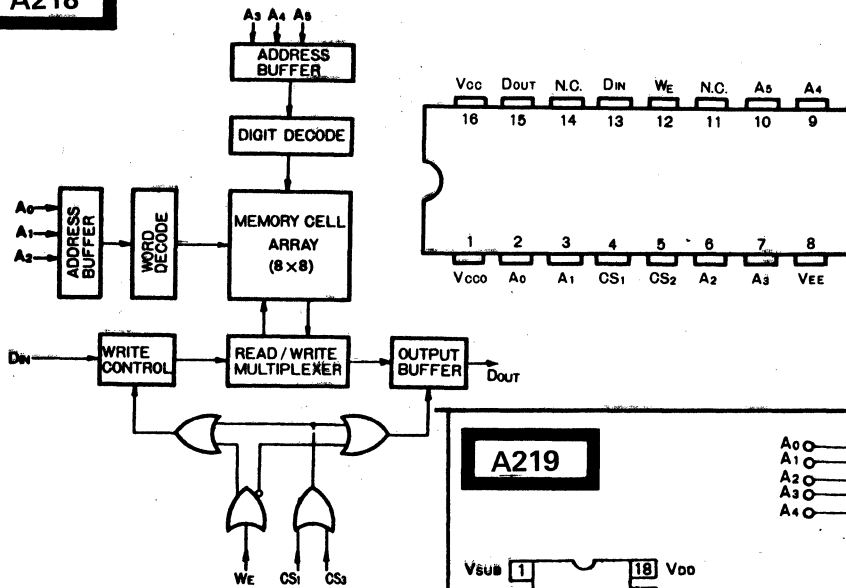 A218
A3 A4 A5
ADDRESS
BUFFER
DIGIT DECODE
A0
A1
A2
ADDRESS
BUFFER
WORD
DECODE
MEMORY CELL
ARRAY
(8×8)
DIN
WRITE
CONTROL
READ/WRITE
MULTIPLEXER
OUTPUT
BUFFER
DOUT
WE CS1 CS3
VCC DOUT N.C. DIN WE N.C. A5 A4
16 15 14 13 12 11 10 9
1 2 3 4 5 6 7 8
VCCO A0 A1 CS1 CS2 A2 A3 VEE
A219
A0
A1
A2
A3
A4
VSUB 1 18 VDD